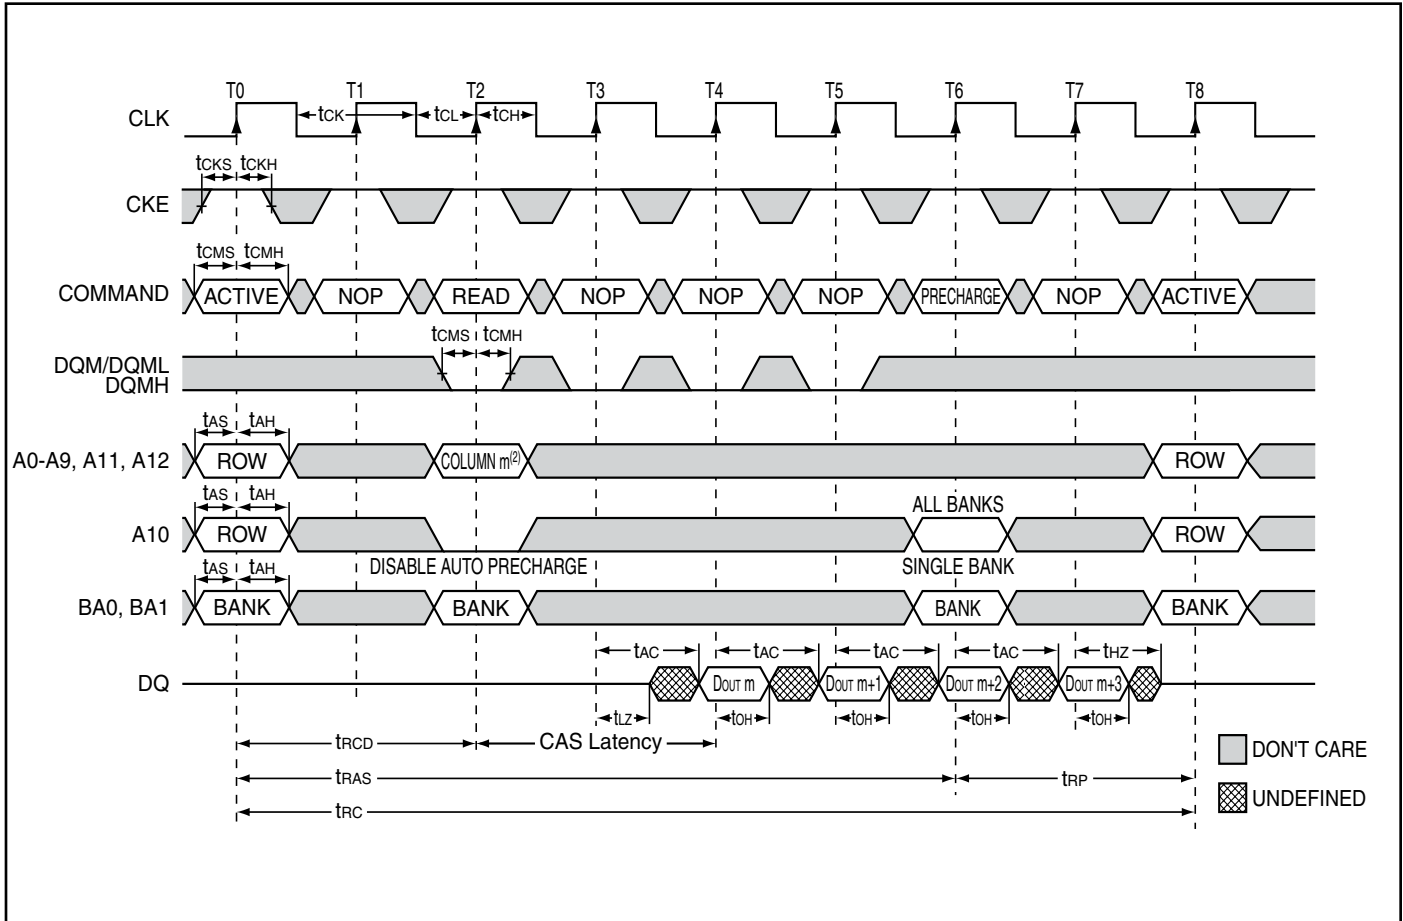 T0 T1 T2 T3 T4 T5 T6 T7 T8
CLK tCK tCL tCH
tCKS tCKH
CKE
tCMS tCMH
COMMAND ACTIVE NOP READ NOP NOP NOP PRECHARGE NOP ACTIVE
tCMS tCMH
DQM/DQML
DQMH
tAS tAH
A0-A9, A11, A12 ROW COLUMN m(2) ROW
tAS tAH ALL BANKS
A10 ROW ROW
DISABLE AUTO PRECHARGE SINGLE BANK
tAS tAH
BA0, BA1 BANK BANK BANK BANK
tAC tAC tAC tAC tHZ
DQ DOUT m DOUT m+1 DOUT m+2 DOUT m+3
tLZ tOH tOH tOH tOH
tRCD CAS Latency
DON'T CARE
tRAS tRP
UNDEFINED
tRC